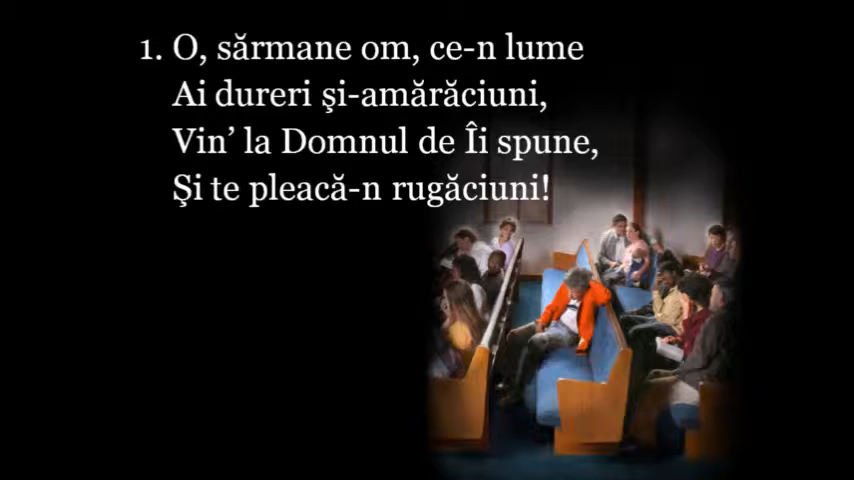 1. O, sărmane om, ce-n lume
Ai dureri şi-amărăciuni,
Vin’ la Domnul de Îi spune,
Şi te pleacă-n rugăciuni!